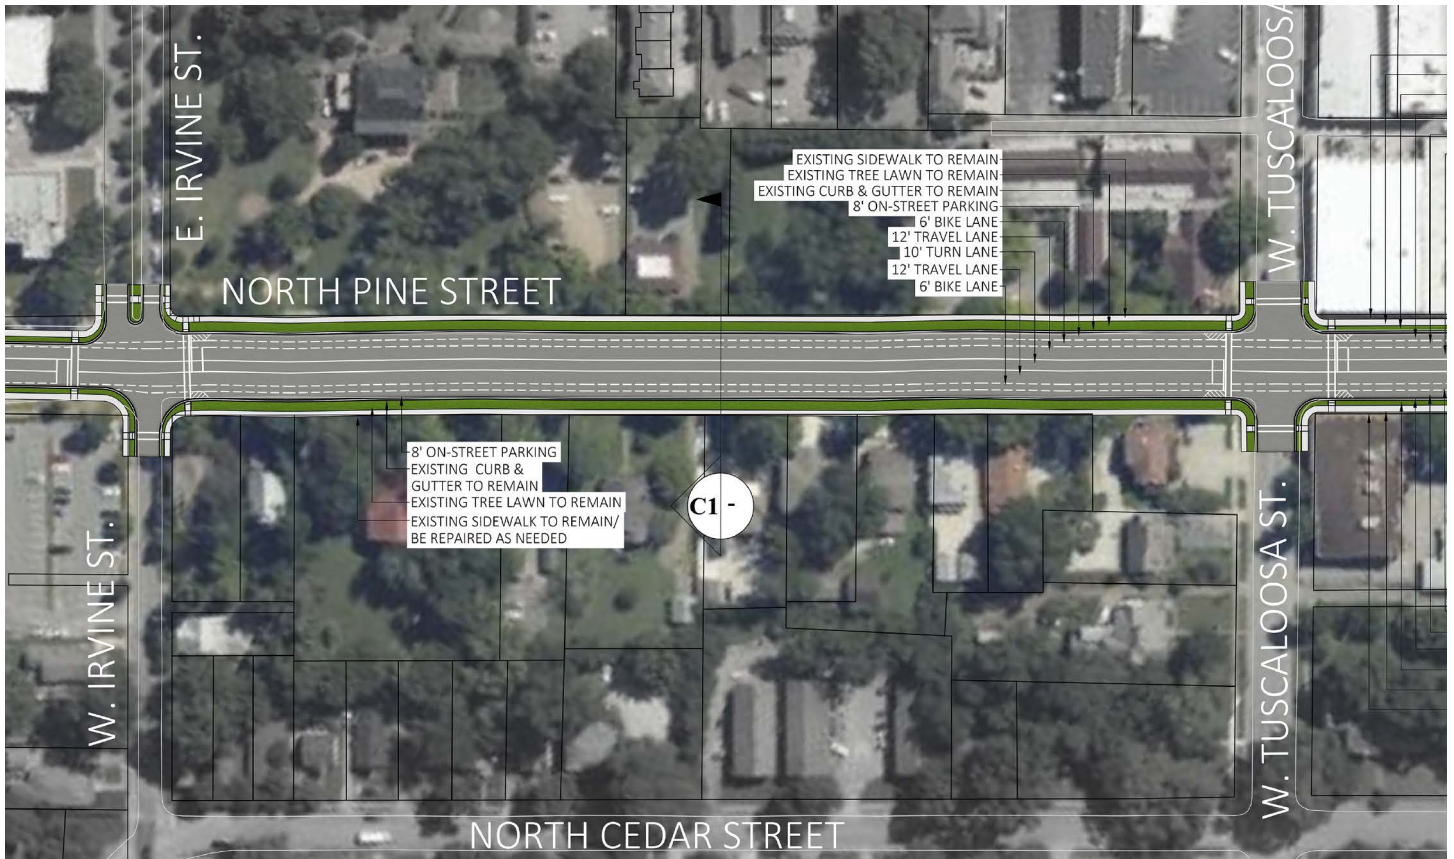 E. IRVINE ST.
W. TUSCALOOSA
EXISTING SIDEWALK TO REMAIN
EXISTING TREE LAWN TO REMAIN
EXISTING CURB & GUTTER TO REMAIN
8' ON-STREET PARKING
6' BIKE LANE
12' TRAVEL LANE
10' TURN LANE
12' TRAVEL LANE
6' BIKE LANE
NORTH PINE STREET
8' ON-STREET PARKING
EXISTING CURB &
GUTTER TO REMAIN
EXISTING TREE LAWN TO REMAIN
EXISTING SIDEWALK TO REMAIN/
BE REPAIRED AS NEEDED
C1 -
W. IRVINE ST.
W. TUSCALOOSA ST.
NORTH CEDAR STREET